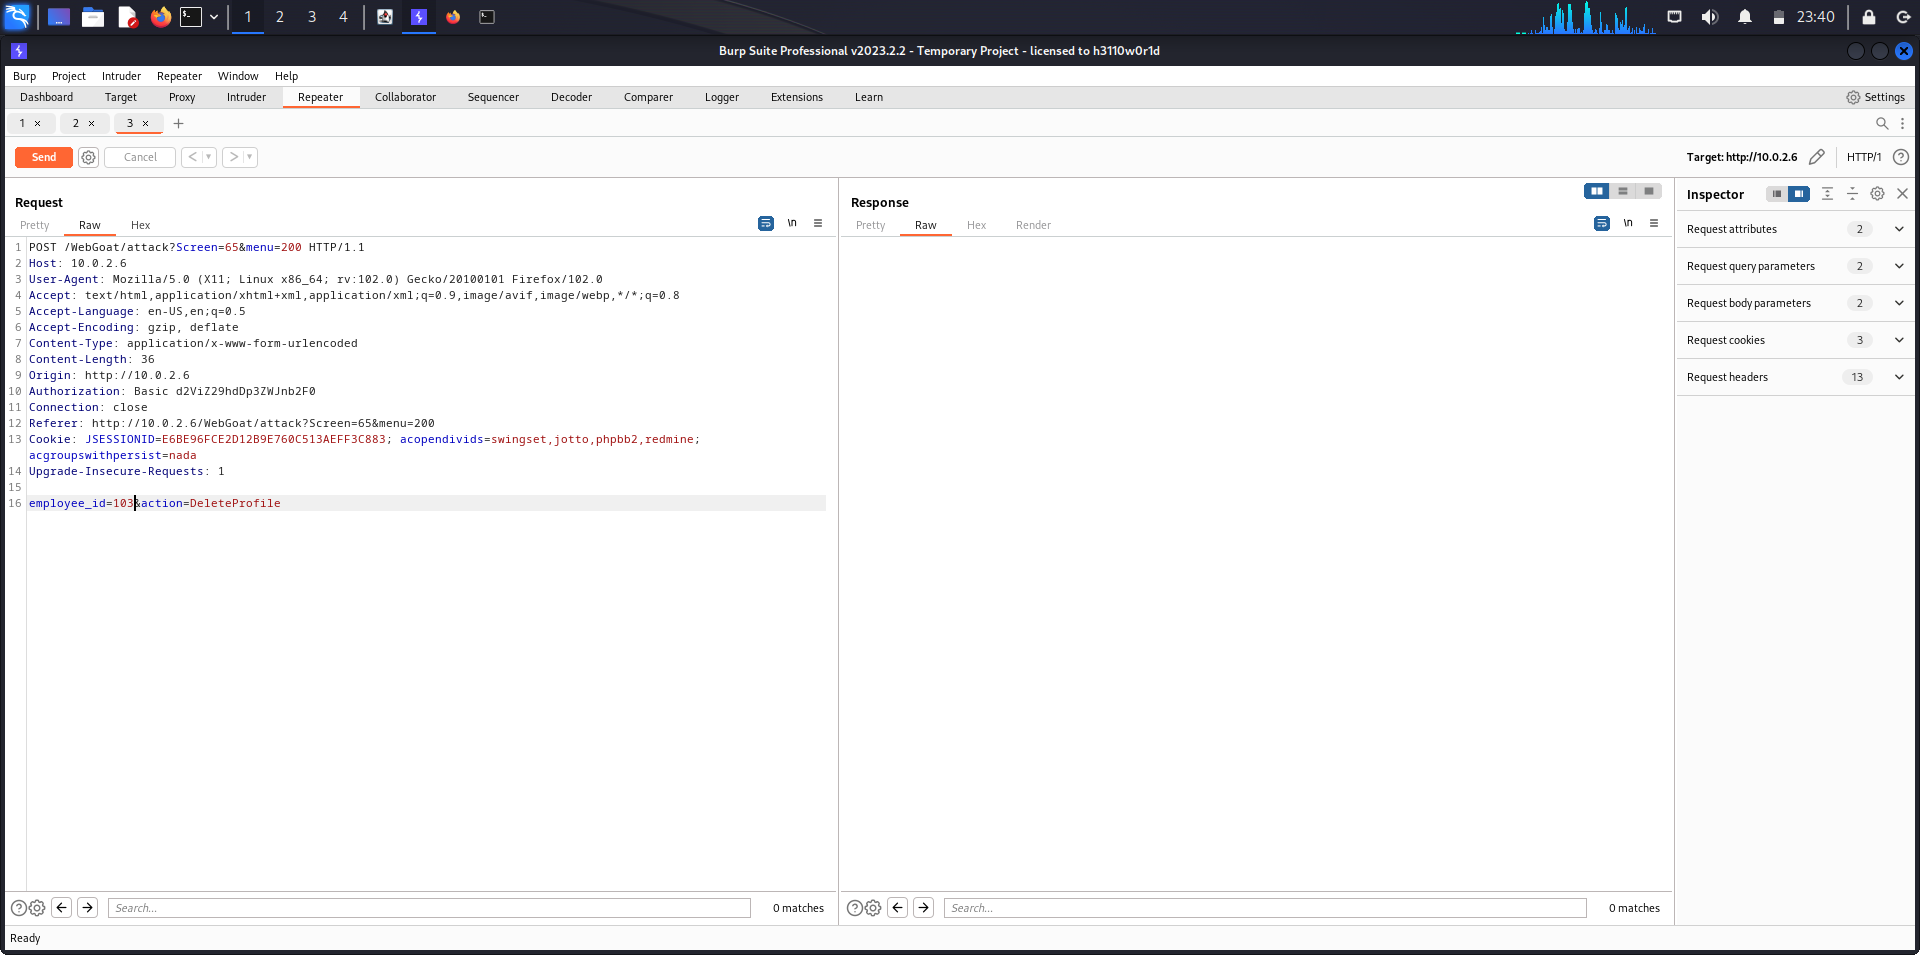 1 2 3 4 23:40
Burp Suite Professional v2023.2.2 - Temporary Project - licensed to h3110w0r1d
Burp Project Intruder Repeater Window Help
Dashboard Target Proxy Intruder Repeater Collaborator Sequencer Decoder Comparer Logger Extensions Learn Settings
1 × 2 × 3 × +
Send Cancel < > Target: http://10.0.2.6 HTTP/1 ?
Request
Pretty Raw Hex \n
1 POST /WebGoat/attack?Screen=65&menu=200 HTTP/1.1
2 Host: 10.0.2.6
3 User-Agent: Mozilla/5.0 (X11; Linux x86_64; rv:102.0) Gecko/20100101 Firefox/102.0
4 Accept: text/html,application/xhtml+xml,application/xml;q=0.9,image/avif,image/webp,*/*;q=0.8
5 Accept-Language: en-US,en;q=0.5
6 Accept-Encoding: gzip, deflate
7 Content-Type: application/x-www-form-urlencoded
8 Content-Length: 36
9 Origin: http://10.0.2.6
10 Authorization: Basic d2ViZ29hdDp3ZWJnb2F0
11 Connection: close
12 Referer: http://10.0.2.6/WebGoat/attack?Screen=65&menu=200
13 Cookie: JSESSIONID=E6BE96FCE2D12B9E760C513AEFF3C883; acopendivids=swingset,jotto,phpbb2,redmine;
acgroupswithpersist=nada
14 Upgrade-Insecure-Requests: 1
15
16 employee_id=103&action=DeleteProfile
? Search... 0 matches
Response
Pretty Raw Hex Render \n
? Search... 0 matches
Inspector
Request attributes 2
Request query parameters 2
Request body parameters 2
Request cookies 3
Request headers 13
Ready